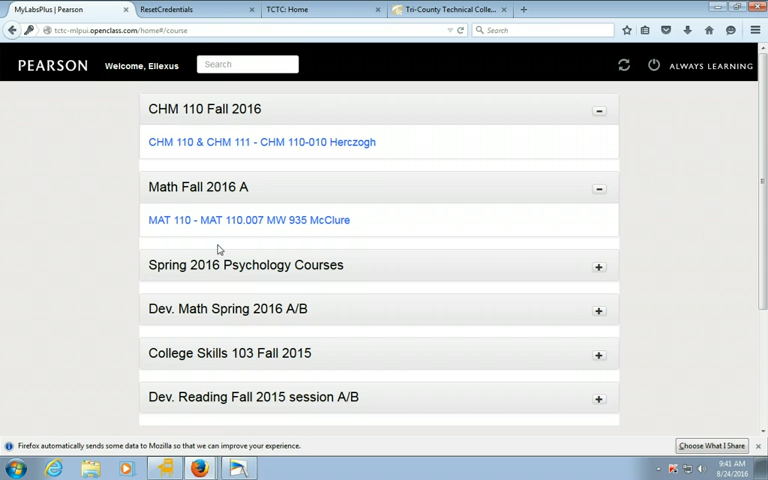 MyLabsPlus | Pearson
ResetCredentials
TCTC: Home
Tri-County Technical Colle...
tctc-mlpui.openclass.com/home#/course
Search
PEARSON
Welcome, Ellexus
Search
ALWAYS LEARNING
CHM 110 Fall 2016
CHM 110 & CHM 111 - CHM 110-010 Herczogh
Math Fall 2016 A
MAT 110 - MAT 110.007 MW 935 McClure
Spring 2016 Psychology Courses
Dev. Math Spring 2016 A/B
College Skills 103 Fall 2015
Dev. Reading Fall 2015 session A/B
Firefox automatically sends some data to Mozilla so that we can improve your experience.
Choose What I Share
9:41 AM
8/24/2016